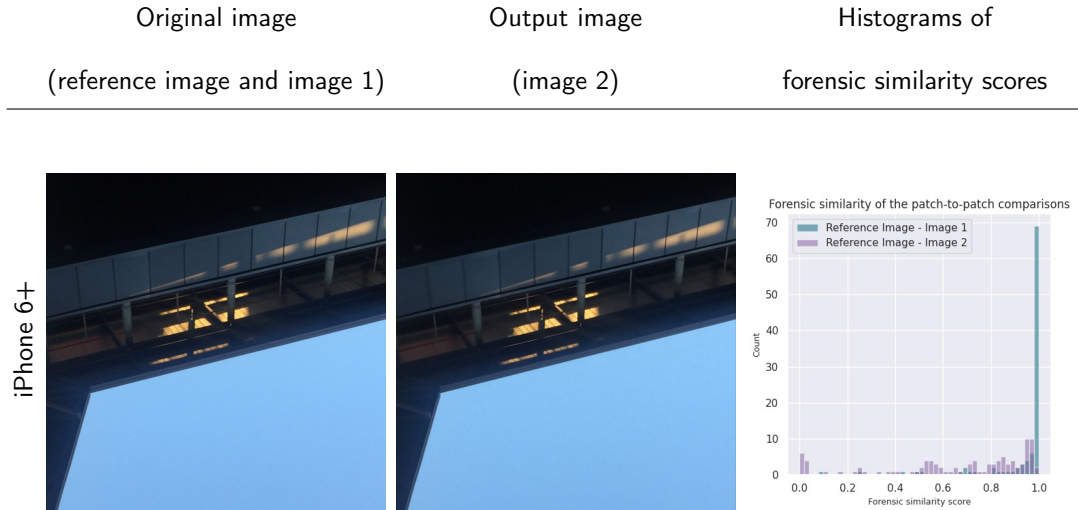 Original image
(reference image and image 1)
Output image
(image 2)
Histograms of
forensic similarity scores
iPhone 6+
Forensic similarity of the patch-to-patch comparisons
Reference Image - Image 1
Reference Image - Image 2
Count
70
60
50
40
30
20
10
0
0.0 0.2 0.4 0.6 0.8 1.0
Forensic similarity score